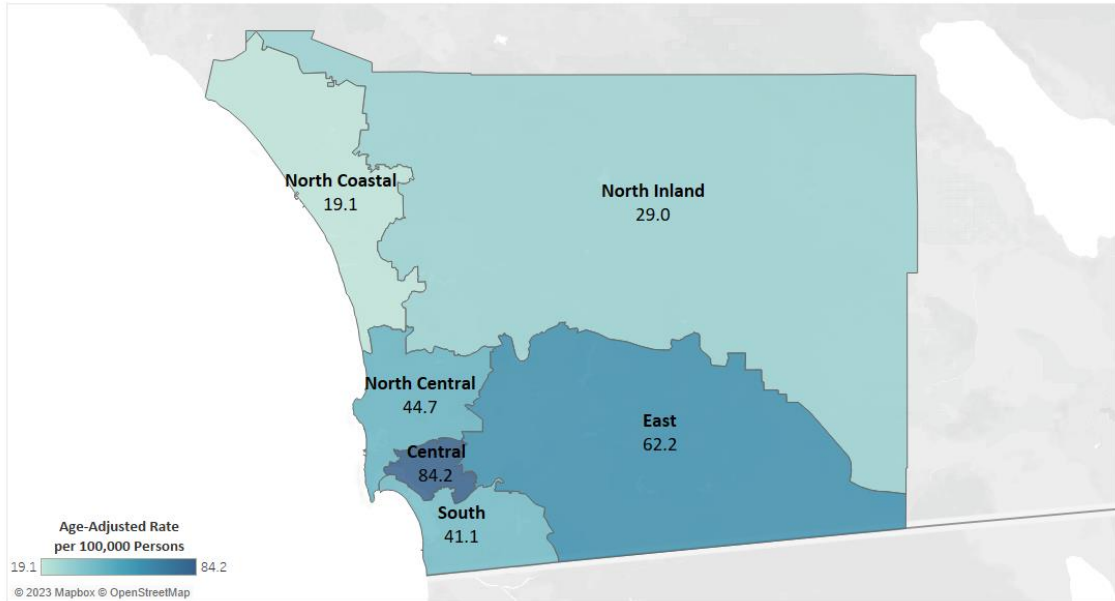 North Coastal
19.1
North Inland
29.0
North Central
44.7
East
62.2
Central
84.2
South
41.1
Age-Adjusted Rate
per 100,000 Persons
19.1 84.2
© 2023 Mapbox © OpenStreetMap